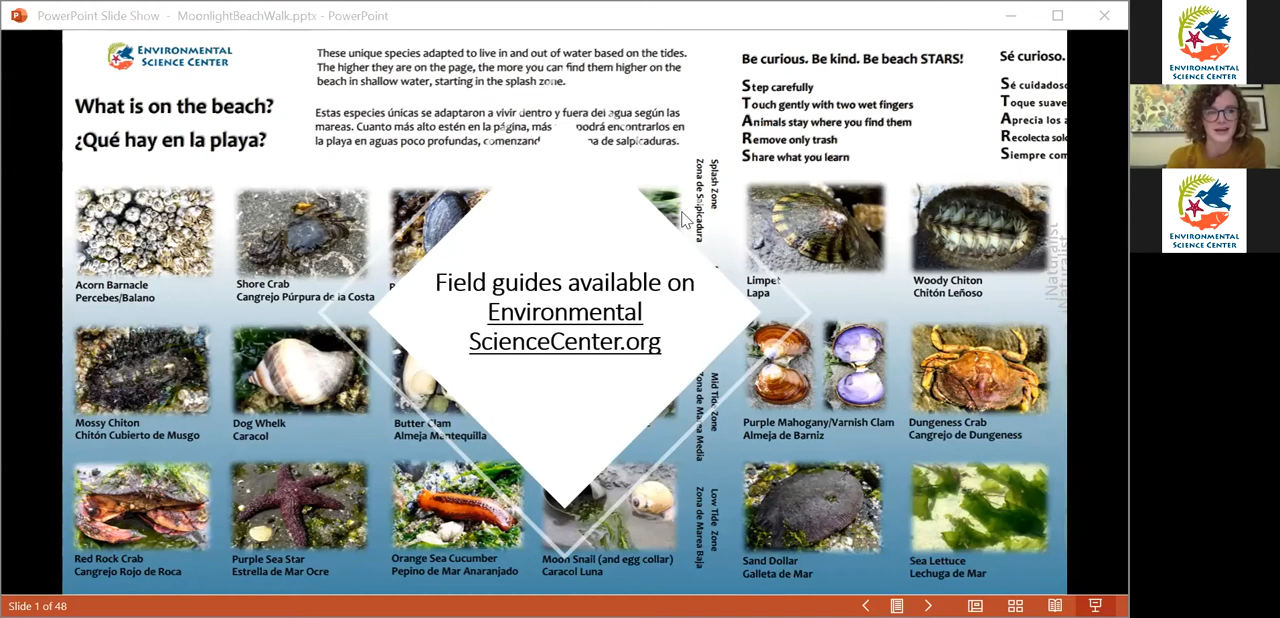 PowerPoint Slide Show - MoonlightBeachWalk.pptx - PowerPoint
ENVIRONMENTAL
SCIENCE CENTER
What is on the beach?
¿Qué hay en la playa?
These unique species adapted to live in and out of water based on the tides.
The higher they are on the page, the more you can find them higher on the
beach in shallow water, starting in the splash zone.
Estas especies únicas se adaptaron a vivir dentro y fuera del agua según las
mareas. Cuanto más alto estén en la página, más podrá encontrarlos en
la playa en aguas poco profundas, de salpicaduras.
Be curious. Be kind. Be beach STARS!
Step carefully
Touch gently with two wet fingers
Animals stay where you find them
Remove only trash
Share what you learn
Sé curioso.
Sé
Toque
Aprecia los
Recolecta
Siempre
Splash Zone
Zona de Salpicadura
Acorn Barnacle
Percebes/Balano
Shore Crab
Cangrejo Púrpura de la Costa
Limpet
Lapa
Woody Chiton
Chitón Leñoso
iNaturalist
iNaturalist
Field guides available on
Environmental
ScienceCenter.org
Mossy Chiton
Chitón Cubierto de Musgo
Dog Whelk
Caracol
Butter Clam
Almeja Mantequilla
Mid Tide Zone
Zona de Marea Media
Purple Mahogany/Varnish Clam
Almeja de Barniz
Dungeness Crab
Cangrejo de Dungeness
Red Rock Crab
Cangrejo Rojo de Roca
Purple Sea Star
Estrella de Mar Ocre
Orange Sea Cucumber
Pepino de Mar Anaranjado
Moon Snail (and egg collar)
Caracol Luna
Low Tide Zone
Zona de Marea Baja
Sand Dollar
Galleta de Mar
Sea Lettuce
Lechuga de Mar
Slide 1 of 48
ENVIRONMENTAL
SCIENCE CENTER
ENVIRONMENTAL
SCIENCE CENTER